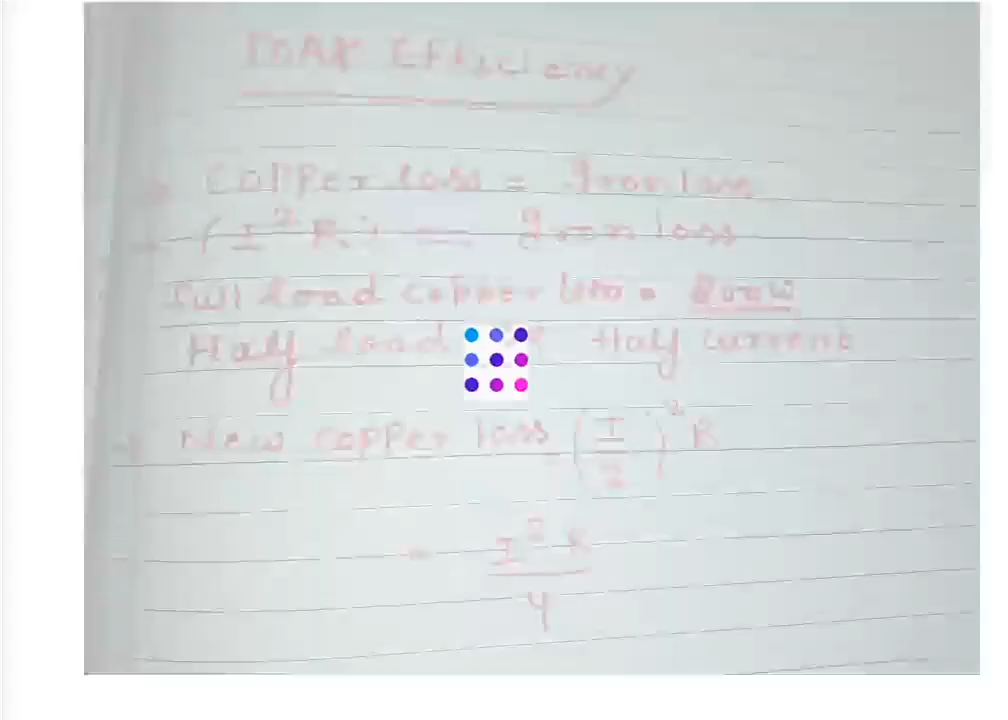 MAX Efficiency
→ Copper loss = Iron loss
→ (I²R) = Iron loss
Full load copper loss = 800W
Half load Half current
→ New copper loss (I/2)²R
= I²R/4